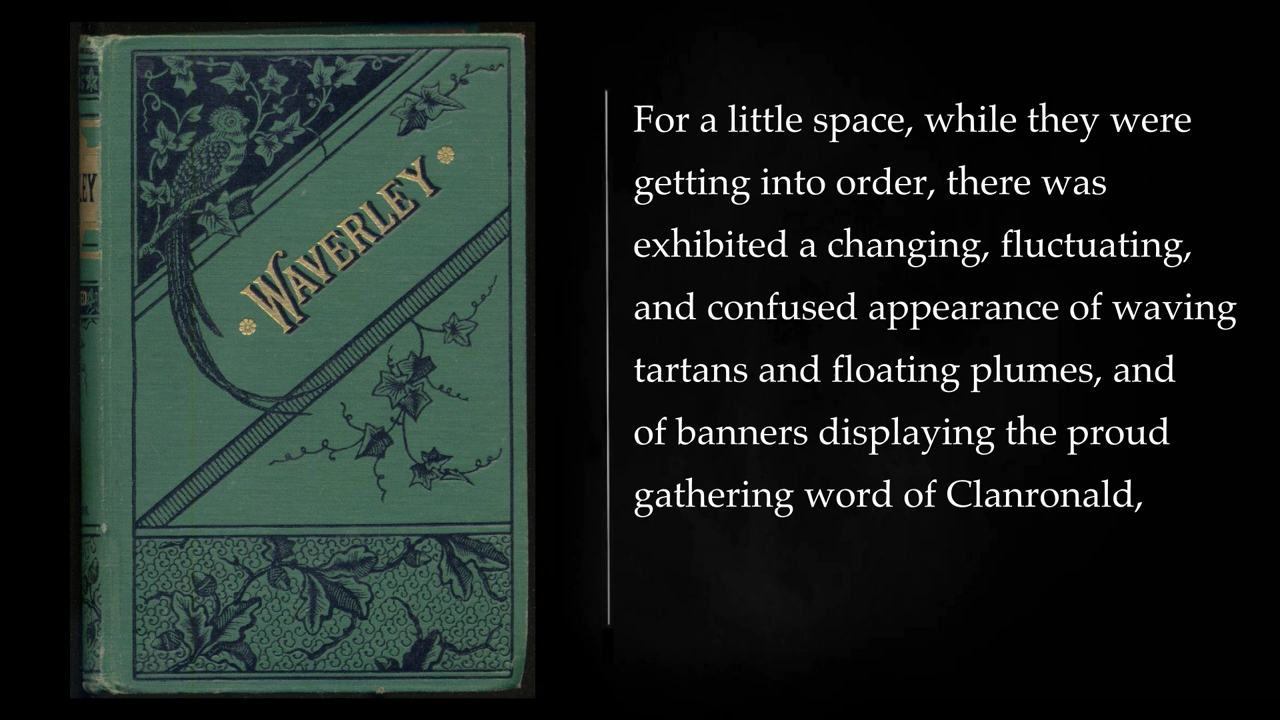 WAVERLEY
LEY
For a little space, while they were
getting into order, there was
exhibited a changing, fluctuating,
and confused appearance of waving
tartans and floating plumes, and
of banners displaying the proud
gathering word of Clanronald,